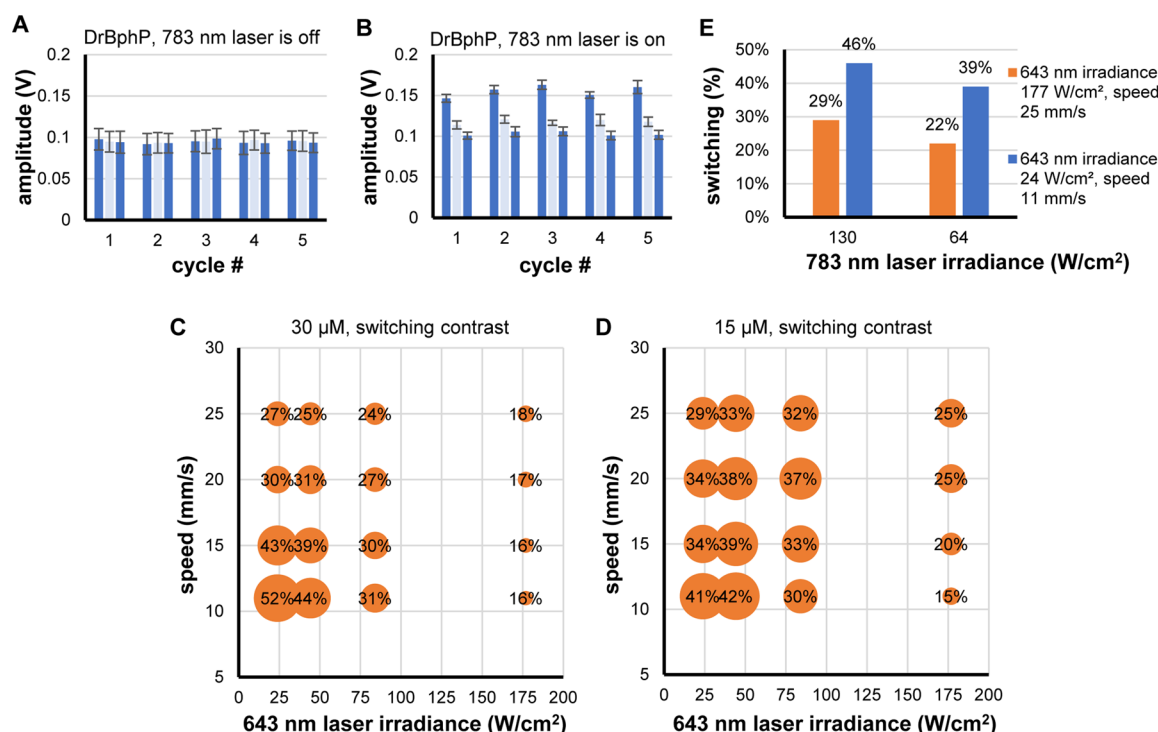 A
DrBphP, 783 nm laser is off
amplitude (V)
0.2
0.15
0.1
0.05
0
1 2 3 4 5
cycle #
B
DrBphP, 783 nm laser is on
amplitude (V)
0.2
0.15
0.1
0.05
0
1 2 3 4 5
cycle #
E
switching (%)
50%
40%
30%
20%
10%
0%
29% 46% 22% 39%
130 64
783 nm laser irradiance (W/cm²)
643 nm irradiance
177 W/cm², speed
25 mm/s
643 nm irradiance
24 W/cm², speed
11 mm/s
C
30 µM, switching contrast
speed (mm/s)
30
25
20
15
10
5
27% 25% 24% 18%
30% 31% 27% 17%
43% 39% 30% 16%
52% 44% 31% 16%
0 25 50 75 100 125 150 175 200
643 nm laser irradiance (W/cm²)
D
15 µM, switching contrast
speed (mm/s)
30
25
20
15
10
5
29% 33% 32% 25%
34% 38% 37% 25%
34% 39% 33% 20%
41% 42% 30% 15%
0 25 50 75 100 125 150 175 200
643 nm laser irradiance (W/cm²)